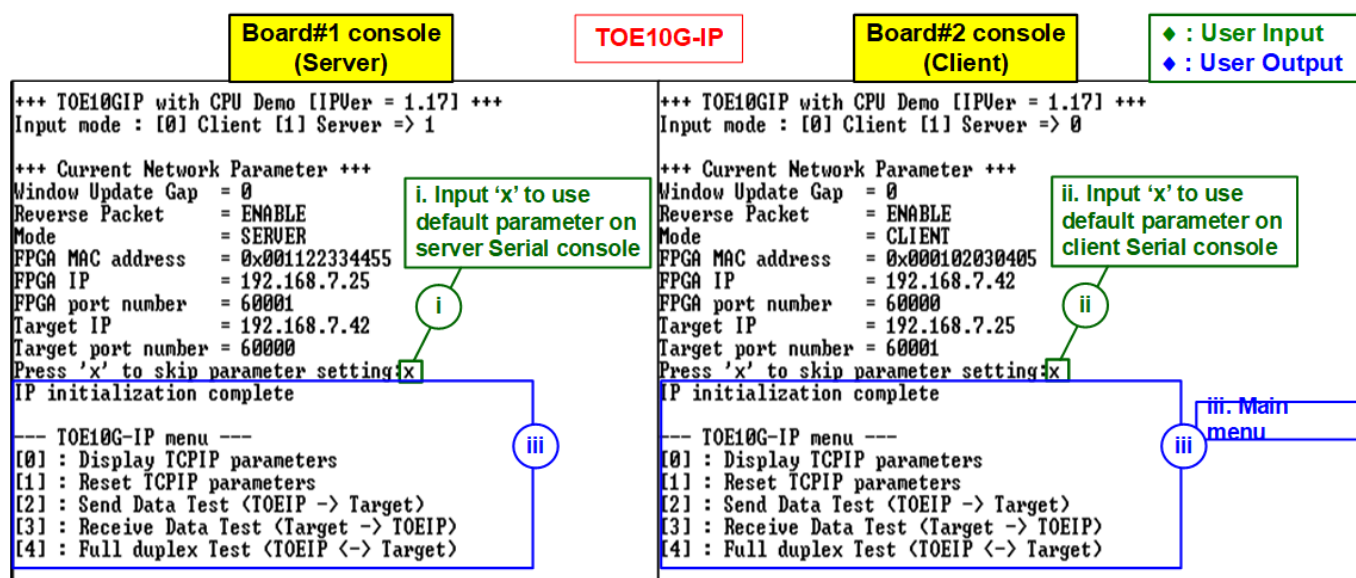 Board#1 console
(Server)
TOE10G-IP
Board#2 console
(Client)
♦ : User Input
♦ : User Output
+++ TOE10GIP with CPU Demo [IPVer = 1.17] +++
Input mode : [0] Client [1] Server => 1
+++ Current Network Parameter +++
Window Update Gap = 0
Reverse Packet = ENABLE
Mode = SERVER
FPGA MAC address = 0x001122334455
FPGA IP = 192.168.7.25
FPGA port number = 60001
Target IP = 192.168.7.42
Target port number = 60000
Press 'x' to skip parameter setting:x
IP initialization complete
--- TOE10G-IP menu ---
[0] : Display TCPIP parameters
[1] : Reset TCPIP parameters
[2] : Send Data Test (TOEIP -> Target)
[3] : Receive Data Test (Target -> TOEIP)
[4] : Full duplex Test (TOEIP <-> Target)
i. Input ‘x’ to use
default parameter on
server Serial console
i
iii
+++ TOE10GIP with CPU Demo [IPVer = 1.17] +++
Input mode : [0] Client [1] Server => 0
+++ Current Network Parameter +++
Window Update Gap = 0
Reverse Packet = ENABLE
Mode = CLIENT
FPGA MAC address = 0x000102030405
FPGA IP = 192.168.7.42
FPGA port number = 60000
Target IP = 192.168.7.25
Target port number = 60001
Press 'x' to skip parameter setting:x
IP initialization complete
--- TOE10G-IP menu ---
[0] : Display TCPIP parameters
[1] : Reset TCPIP parameters
[2] : Send Data Test (TOEIP -> Target)
[3] : Receive Data Test (Target -> TOEIP)
[4] : Full duplex Test (TOEIP <-> Target)
ii. Input ‘x’ to use
default parameter on
client Serial console
ii
iii
iii. Main
menu